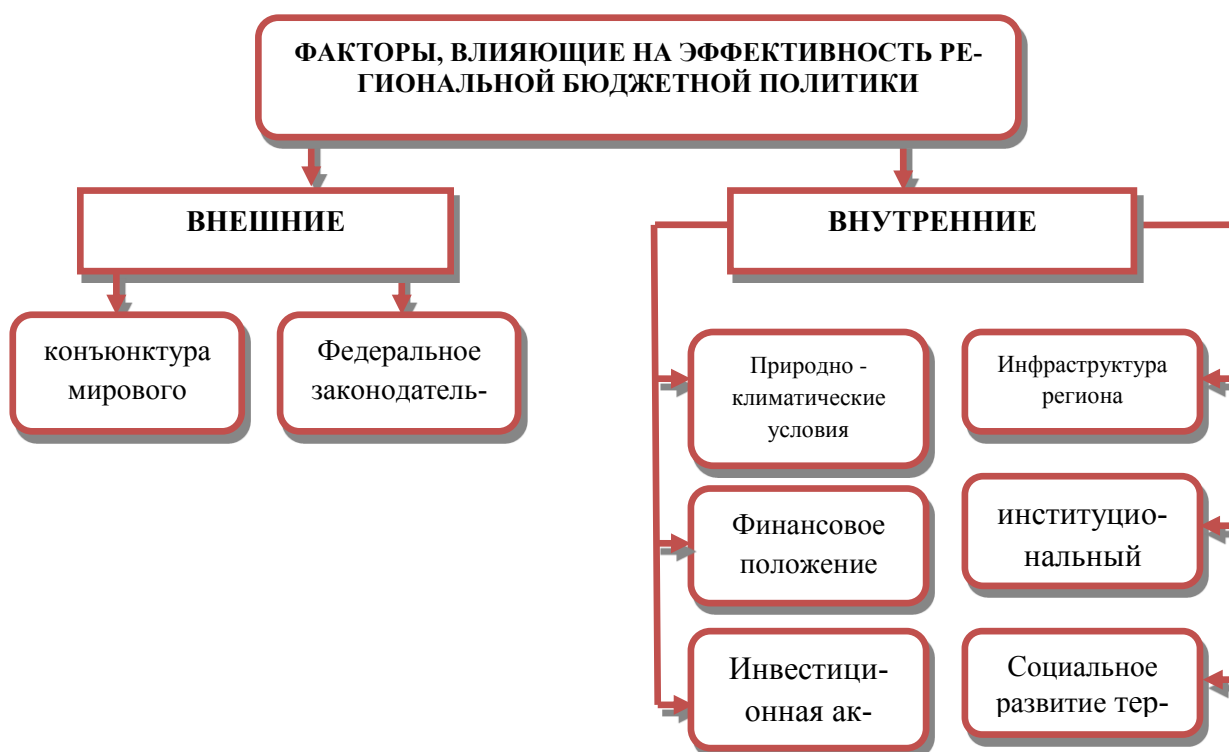 ФАКТОРЫ, ВЛИЯЮЩИЕ НА ЭФФЕКТИВНОСТЬ РЕ-
ГИОНАЛЬНОЙ БЮДЖЕТНОЙ ПОЛИТИКИ
ВНЕШНИЕ
ВНУТРЕННИЕ
конъюнктура
мирового
Федеральное
законодатель-
Природно -
климатические
условия
Инфраструктура
региона
Финансовое
положение
институцио-
нальный
Инвестици-
онная ак-
Социальное
развитие тер-